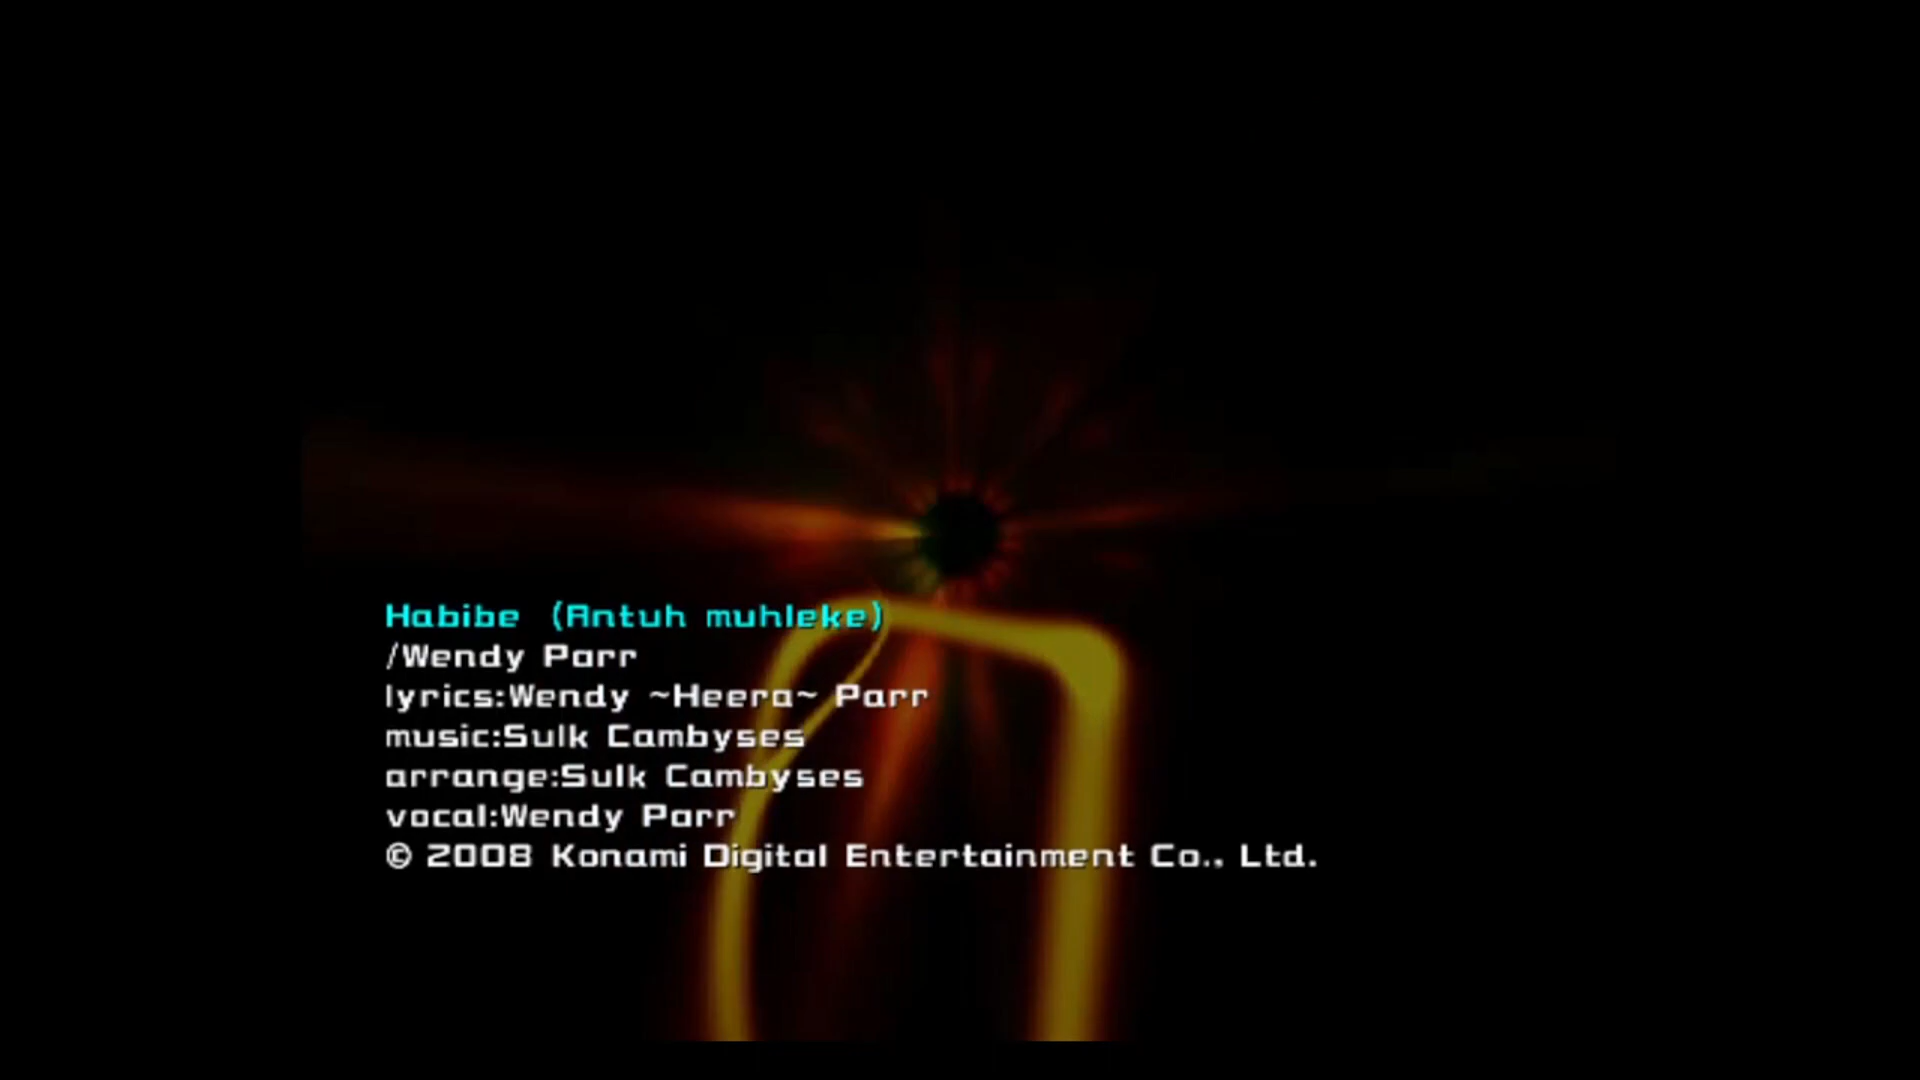 Habibe (Antuh muhleke)
/Wendy Parr
lyrics:Wendy ~Heera~ Parr
music:Sulk Cambyses
arrange:Sulk Cambyses
vocal:Wendy Parr
© 2008 Konami Digital Entertainment Co., Ltd.